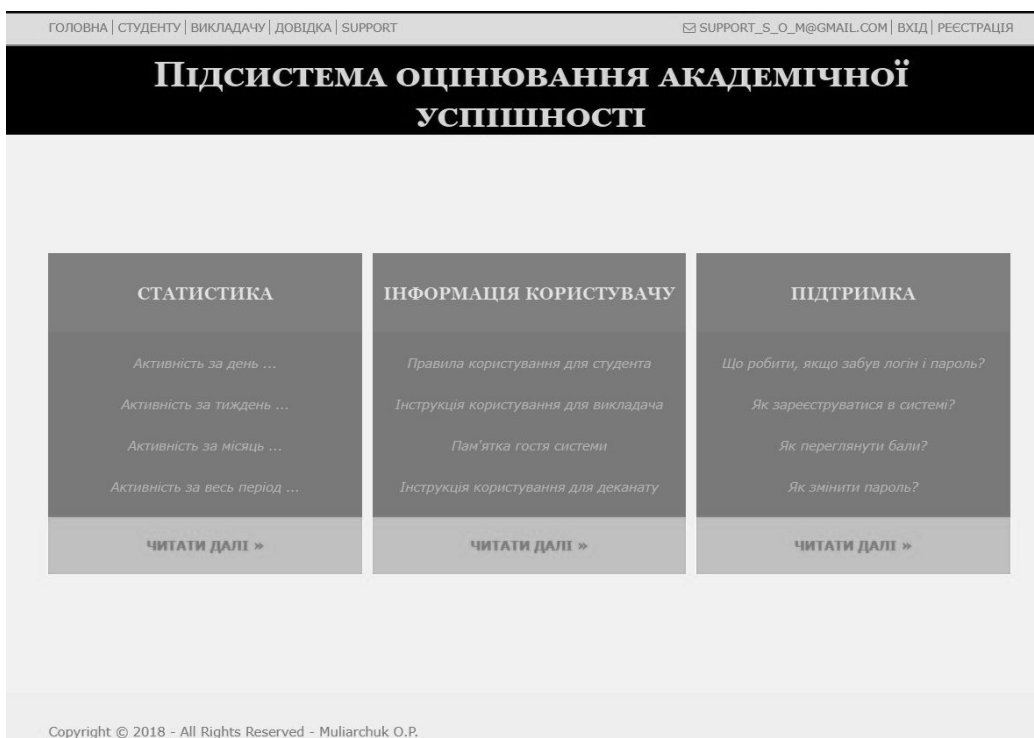 ГОЛОВНА | СТУДЕНТУ | ВИКЛАДАЧУ | ДОВІДКА | SUPPORT
SUPPORT_S_O_M@GMAIL.COM | ВХІД | РЕЄСТРАЦІЯ
Підсистема оцінювання академічної
успішності
СТАТИСТИКА
Активність за день ...
Активність за тиждень ...
Активність за місяць ...
Активність за весь період ...
ЧИТАТИ ДАЛІ »
ІНФОРМАЦІЯ КОРИСТУВАЧУ
Правила користування для студента
Інструкція користування для викладача
Пам'ятка гостя системи
Інструкція користування для деканату
ЧИТАТИ ДАЛІ »
ПІДТРИМКА
Що робити, якщо забув логін і пароль?
Як зареєструватися в системі?
Як переглянути бали?
Як змінити пароль?
ЧИТАТИ ДАЛІ »
Copyright © 2018 - All Rights Reserved - Muliarchuk O.P.